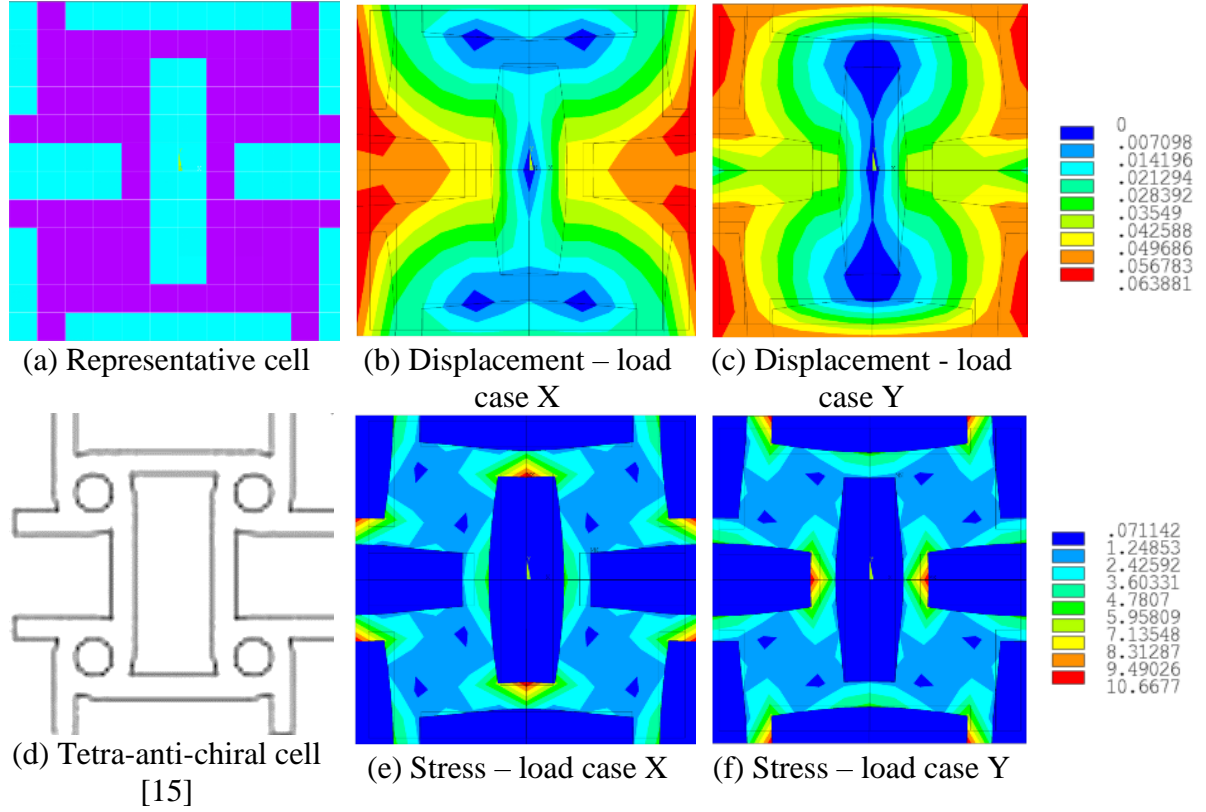 0
.007098
.014196
.021294
.028392
.03549
.042588
.049686
.056783
.063881
(a) Representative cell
(b) Displacement – load
case X
(c) Displacement - load
case Y
.071142
1.24853
2.42592
3.60331
4.7807
5.95809
7.13548
8.31287
9.49026
10.6677
(d) Tetra-anti-chiral cell
[15]
(e) Stress – load case X
(f) Stress – load case Y